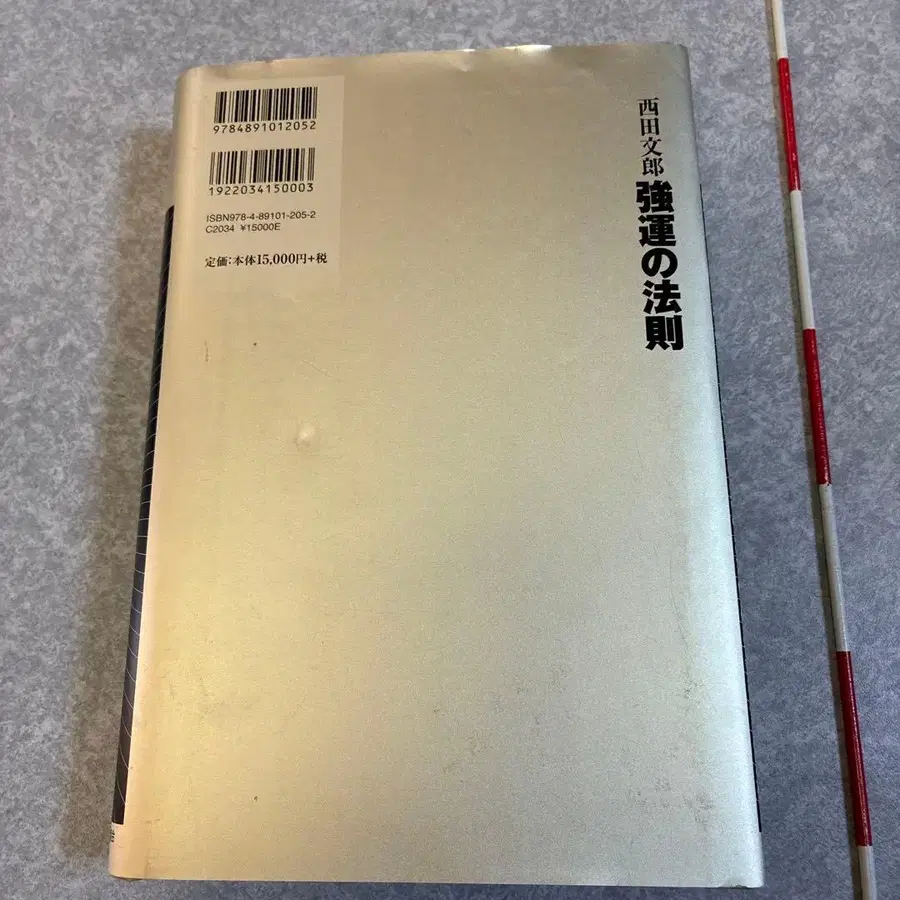 9784891012052
1922034150003
ISBN978-4-89101-205-2
C2034 ¥15000E
定価:本体15,000円+税
西田文郎 強運の法則